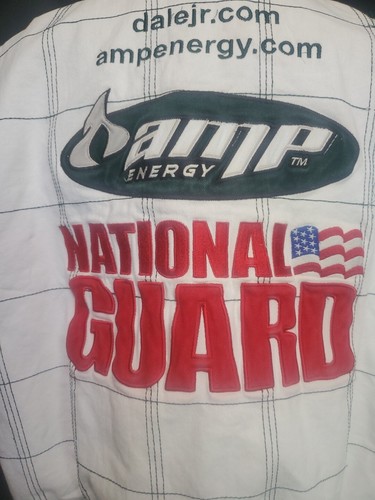 dalejr.com
ampenergy.com
amp
ENERGY TM
NATIONAL
GUARD